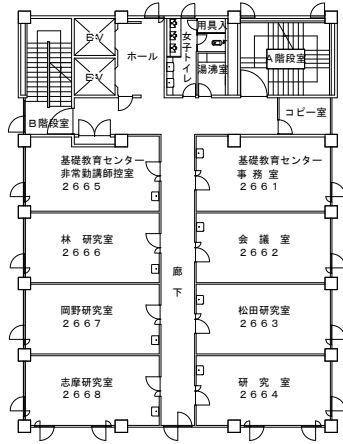 ＥＶ
ＥＶ
ホール
女子トイレ
用具入
湯沸室
Ａ階段室
Ｂ階段室
コピー室
基礎教育センター
非常勤講師控室
２６６５
基礎教育センター
事 務 室
２６６１
林　研究室
２６６６
会　議　室
２６６２
廊下
岡野研究室
２６６７
松田研究室
２６６３
志摩研究室
２６６８
研　究　室
２６６４